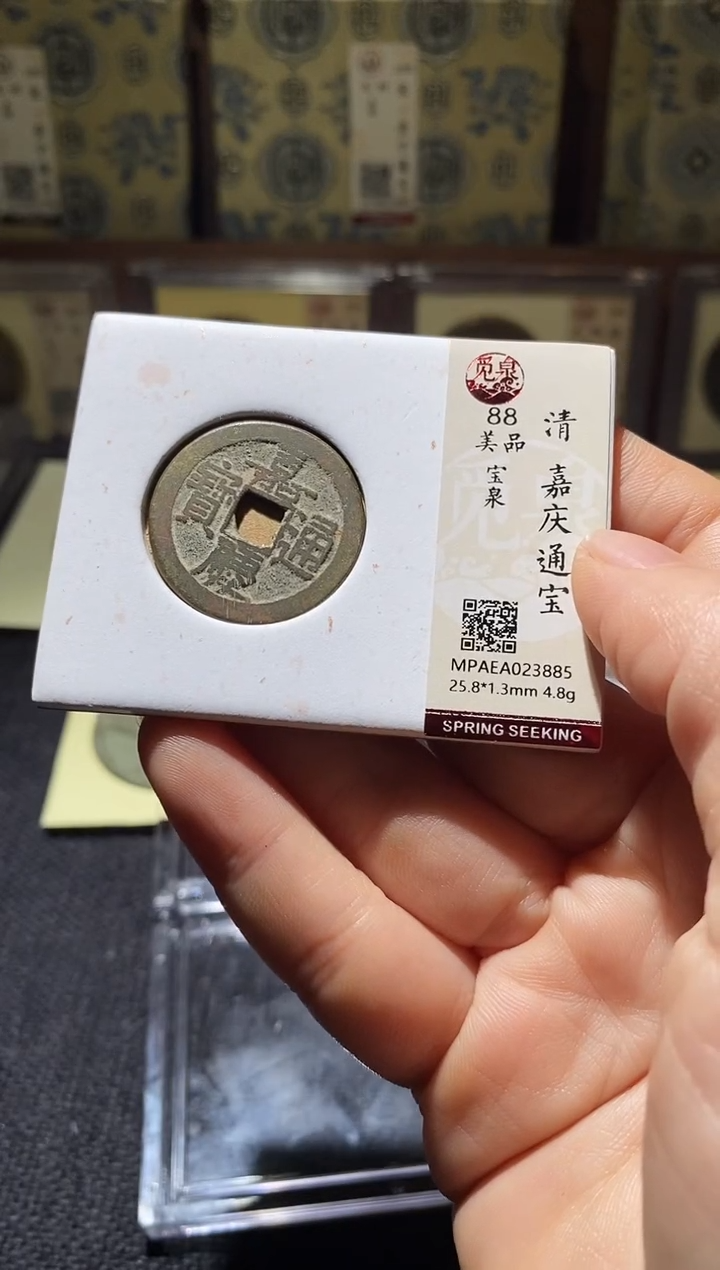 觅泉
88
美品
宝泉
清 嘉庆通宝
MPAEA023885
25.8*1.3mm 4.8g
SPRING SEEKING
嘉慶通寶